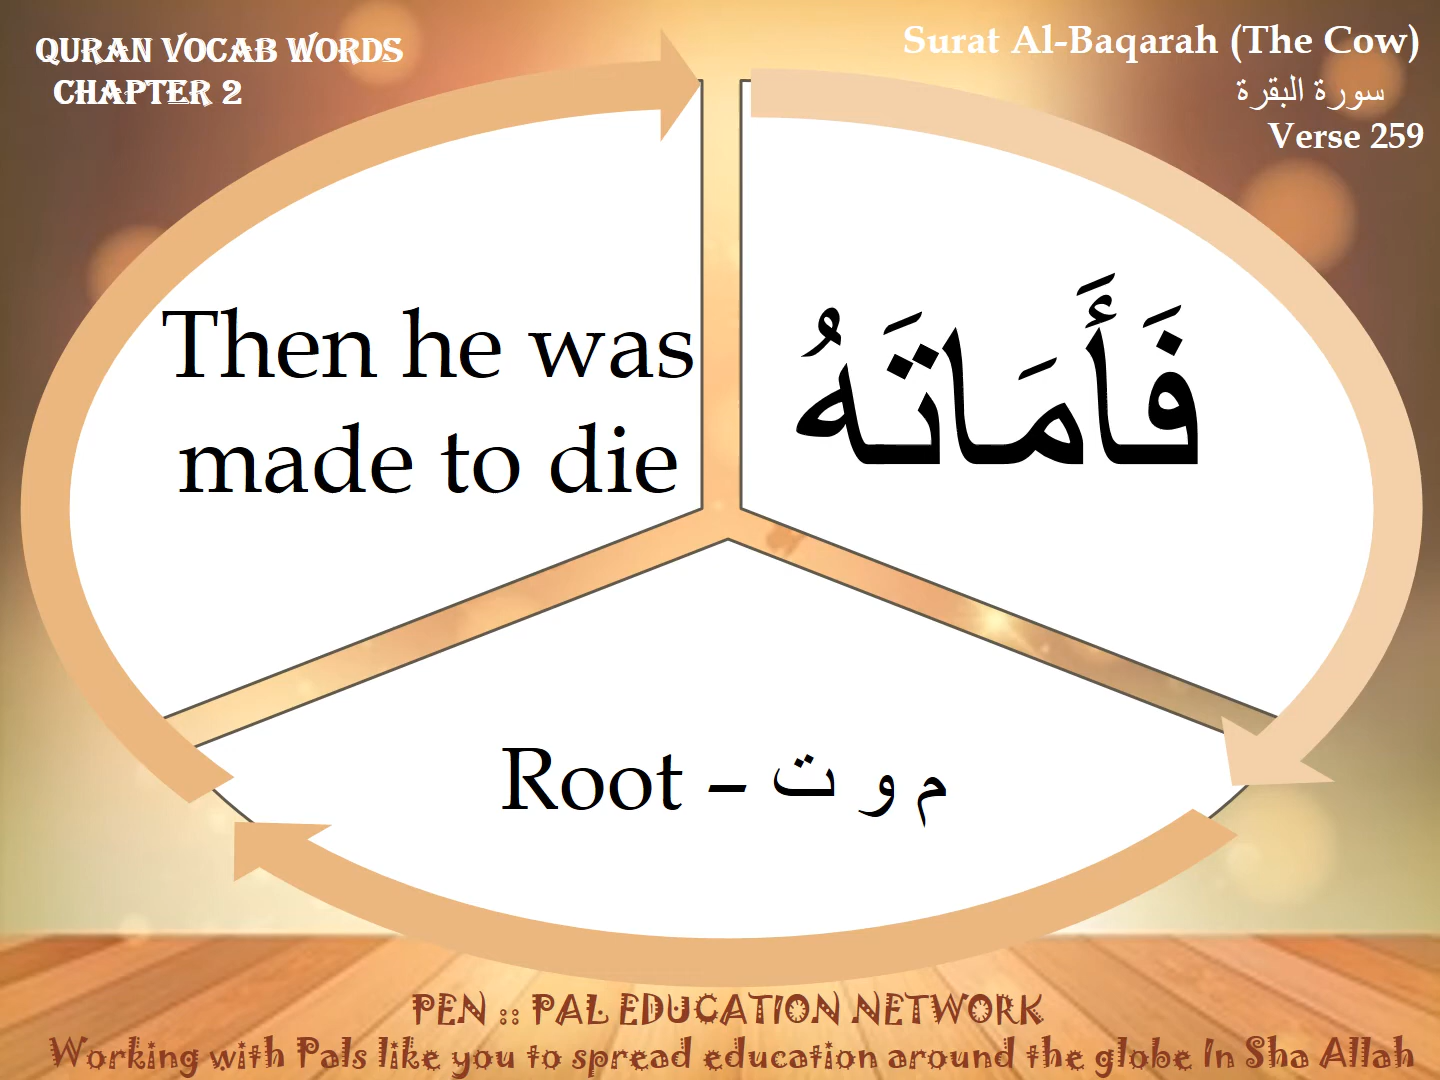 QURAN VOCAB WORDS
CHAPTER 2
Surat Al-Baqarah (The Cow)
سورة البقرة
Verse 259
Then he was
made to die
فَأَمَاتَهُ
Root – م و ت
PEN :: PAL EDUCATION NETWORK
Working with Pals like you to spread education around the globe In Sha Allah